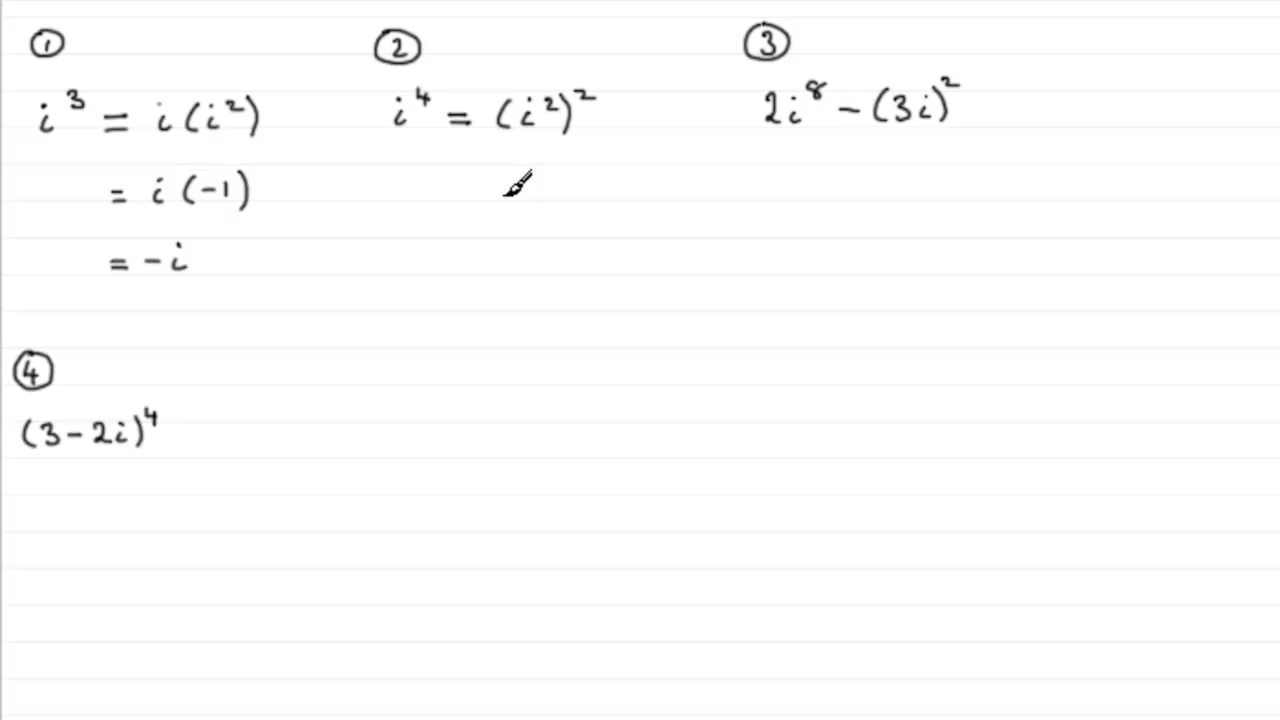 ①
i³ = i(i²)
= i(-1)
= -i
②
i⁴ = (i²)²
③
2i⁸ - (3i)²
④
(3-2i)⁴